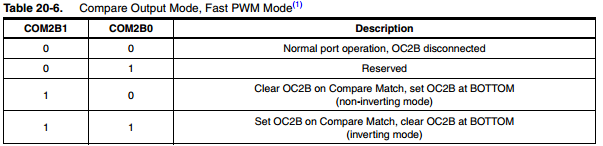 Table 20-6. Compare Output Mode, Fast PWM Mode(1)
COM2B1 COM2B0 Description
0 0 Normal port operation, OC2B disconnected
0 1 Reserved
1 0 Clear OC2B on Compare Match, set OC2B at BOTTOM
(non-inverting mode)
1 1 Set OC2B on Compare Match, clear OC2B at BOTTOM
(inverting mode)